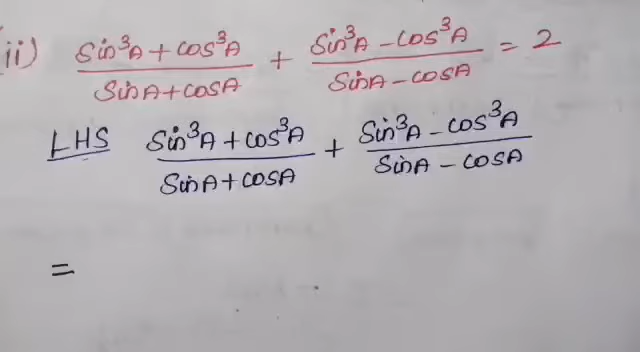 (ii) Sin³A + cos³A / SinA + cosA + Sin³A - cos³A / SinA - cosA = 2
LHS Sin³A + cos³A / SinA + cosA + Sin³A - cos³A / SinA - cosA
=